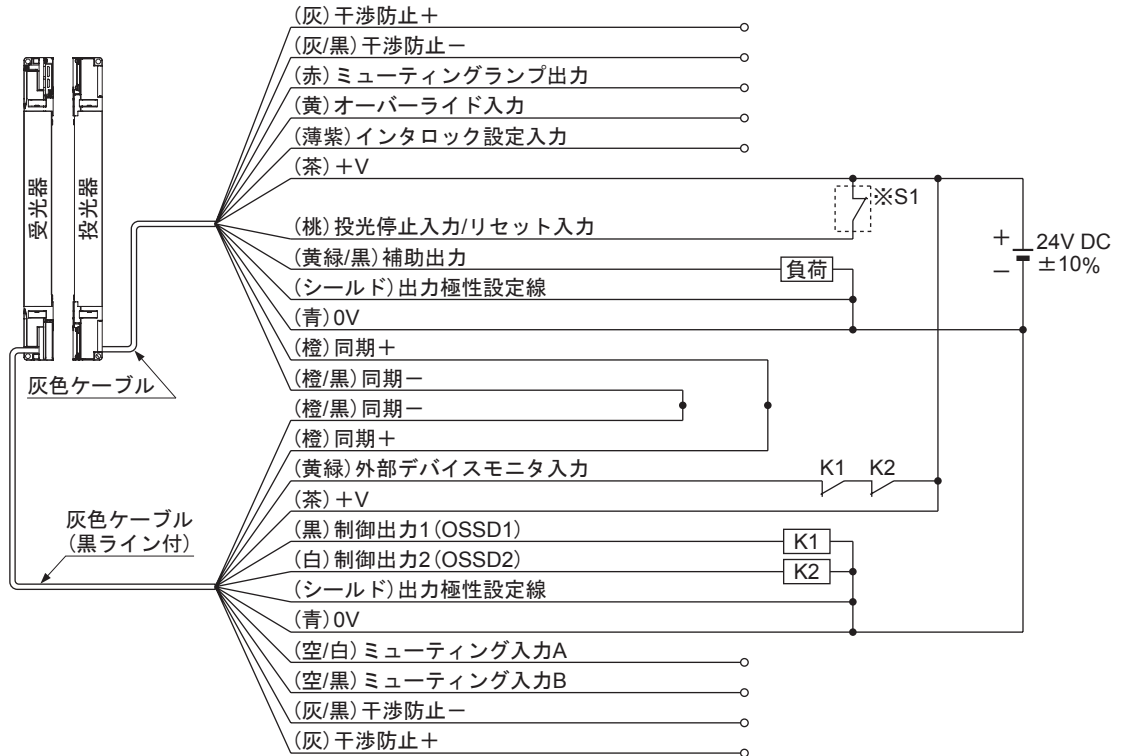 (灰)干渉防止＋
(灰/黒)干渉防止－
(赤)ミューティングランプ出力
(黄)オーバーライド入力
(薄紫)インタロック設定入力
(茶)＋V
※S1
(桃)投光停止入力/リセット入力
(黄緑/黒)補助出力
負荷
(シールド)出力極性設定線
(青)0V
＋
－
24V DC
±10%
受光器
投光器
灰色ケーブル
(橙)同期＋
(橙/黒)同期－
(橙/黒)同期－
(橙)同期＋
(黄緑)外部デバイスモニタ入力
K1 K2
(茶)＋V
灰色ケーブル
(黒ライン付)
(黒)制御出力1(OSSD1)
K1
(白)制御出力2(OSSD2)
K2
(シールド)出力極性設定線
(青)0V
(空/白)ミューティング入力A
(空/黒)ミューティング入力B
(灰/黒)干渉防止－
(灰)干渉防止＋